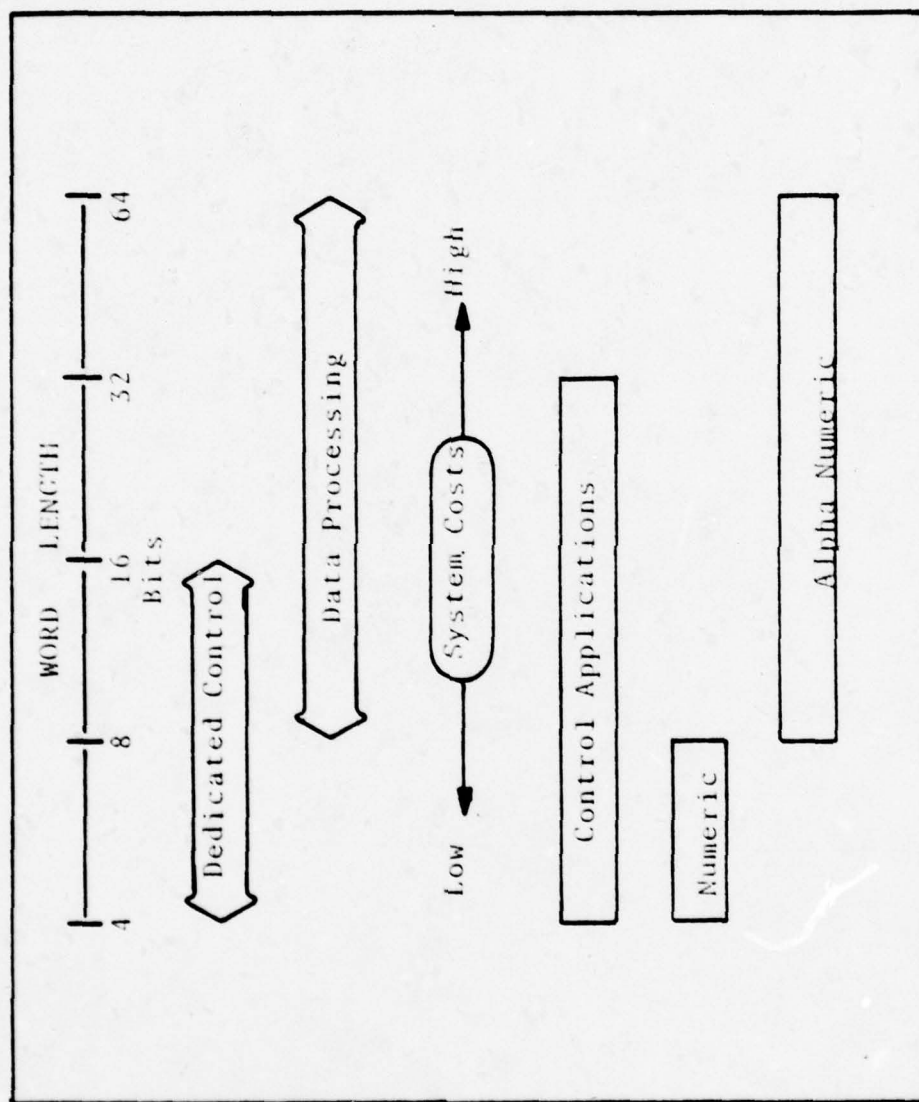 WORD LENGTH
4 8 16 32 64
Bits
Dedicated Control
Data Processing
Low System Costs High
Control Applications
Numeric
Alpha Numeric